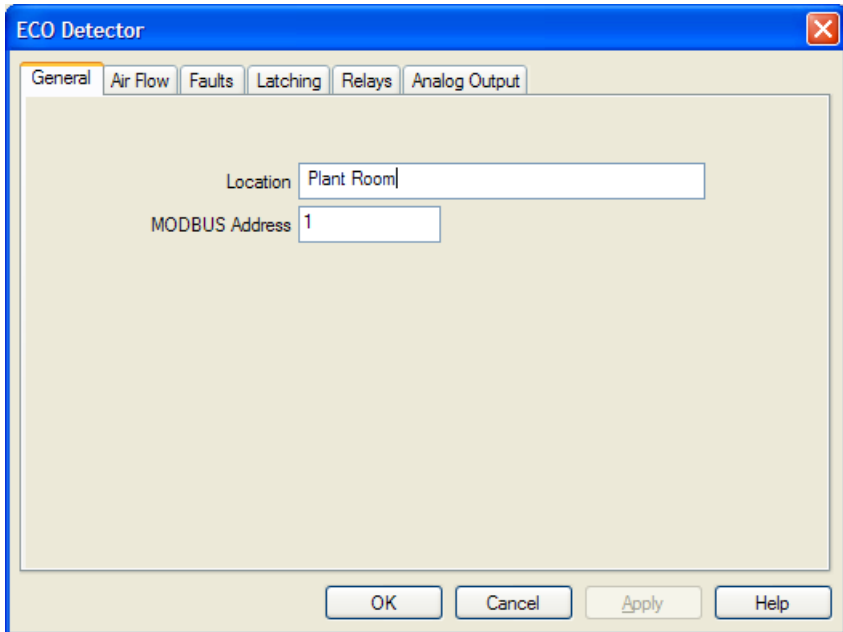 ECO Detector
General Air Flow Faults Latching Relays Analog Output
Location Plant Room
MODBUS Address 1
OK Cancel Apply Help